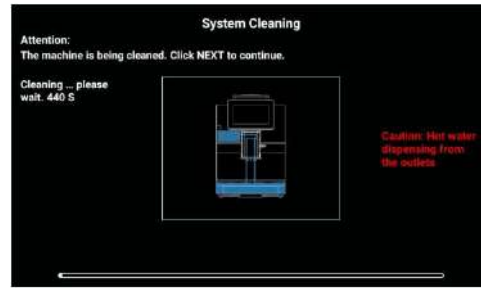 System Cleaning
Attention:
The machine is being cleaned. Click NEXT to continue.
Cleaning ... please
wait. 440 S
Caution: Hot water
dispensing from
the outlets